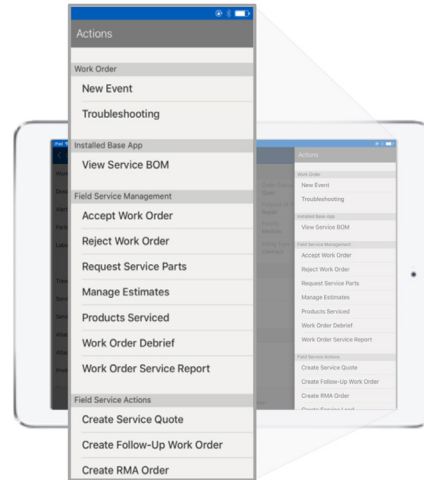 Actions
Work Order
New Event
Troubleshooting
Installed Base App
View Service BOM
Field Service Management
Accept Work Order
Reject Work Order
Request Service Parts
Manage Estimates
Products Serviced
Work Order Debrief
Work Order Service Report
Field Service Actions
Create Service Quote
Create Follow-Up Work Order
Create RMA Order
iPad
Actions
Work Order
New Event
Troubleshooting
Installed Base App
View Service BOM
Field Service Management
Accept Work Order
Reject Work Order
Request Service Parts
Manage Estimates
Products Serviced
Work Order Debrief
Work Order Service Report
Field Service Actions
Create Service Quote
Create Follow-Up Work Order
Create RMA Order
Create Service Lead